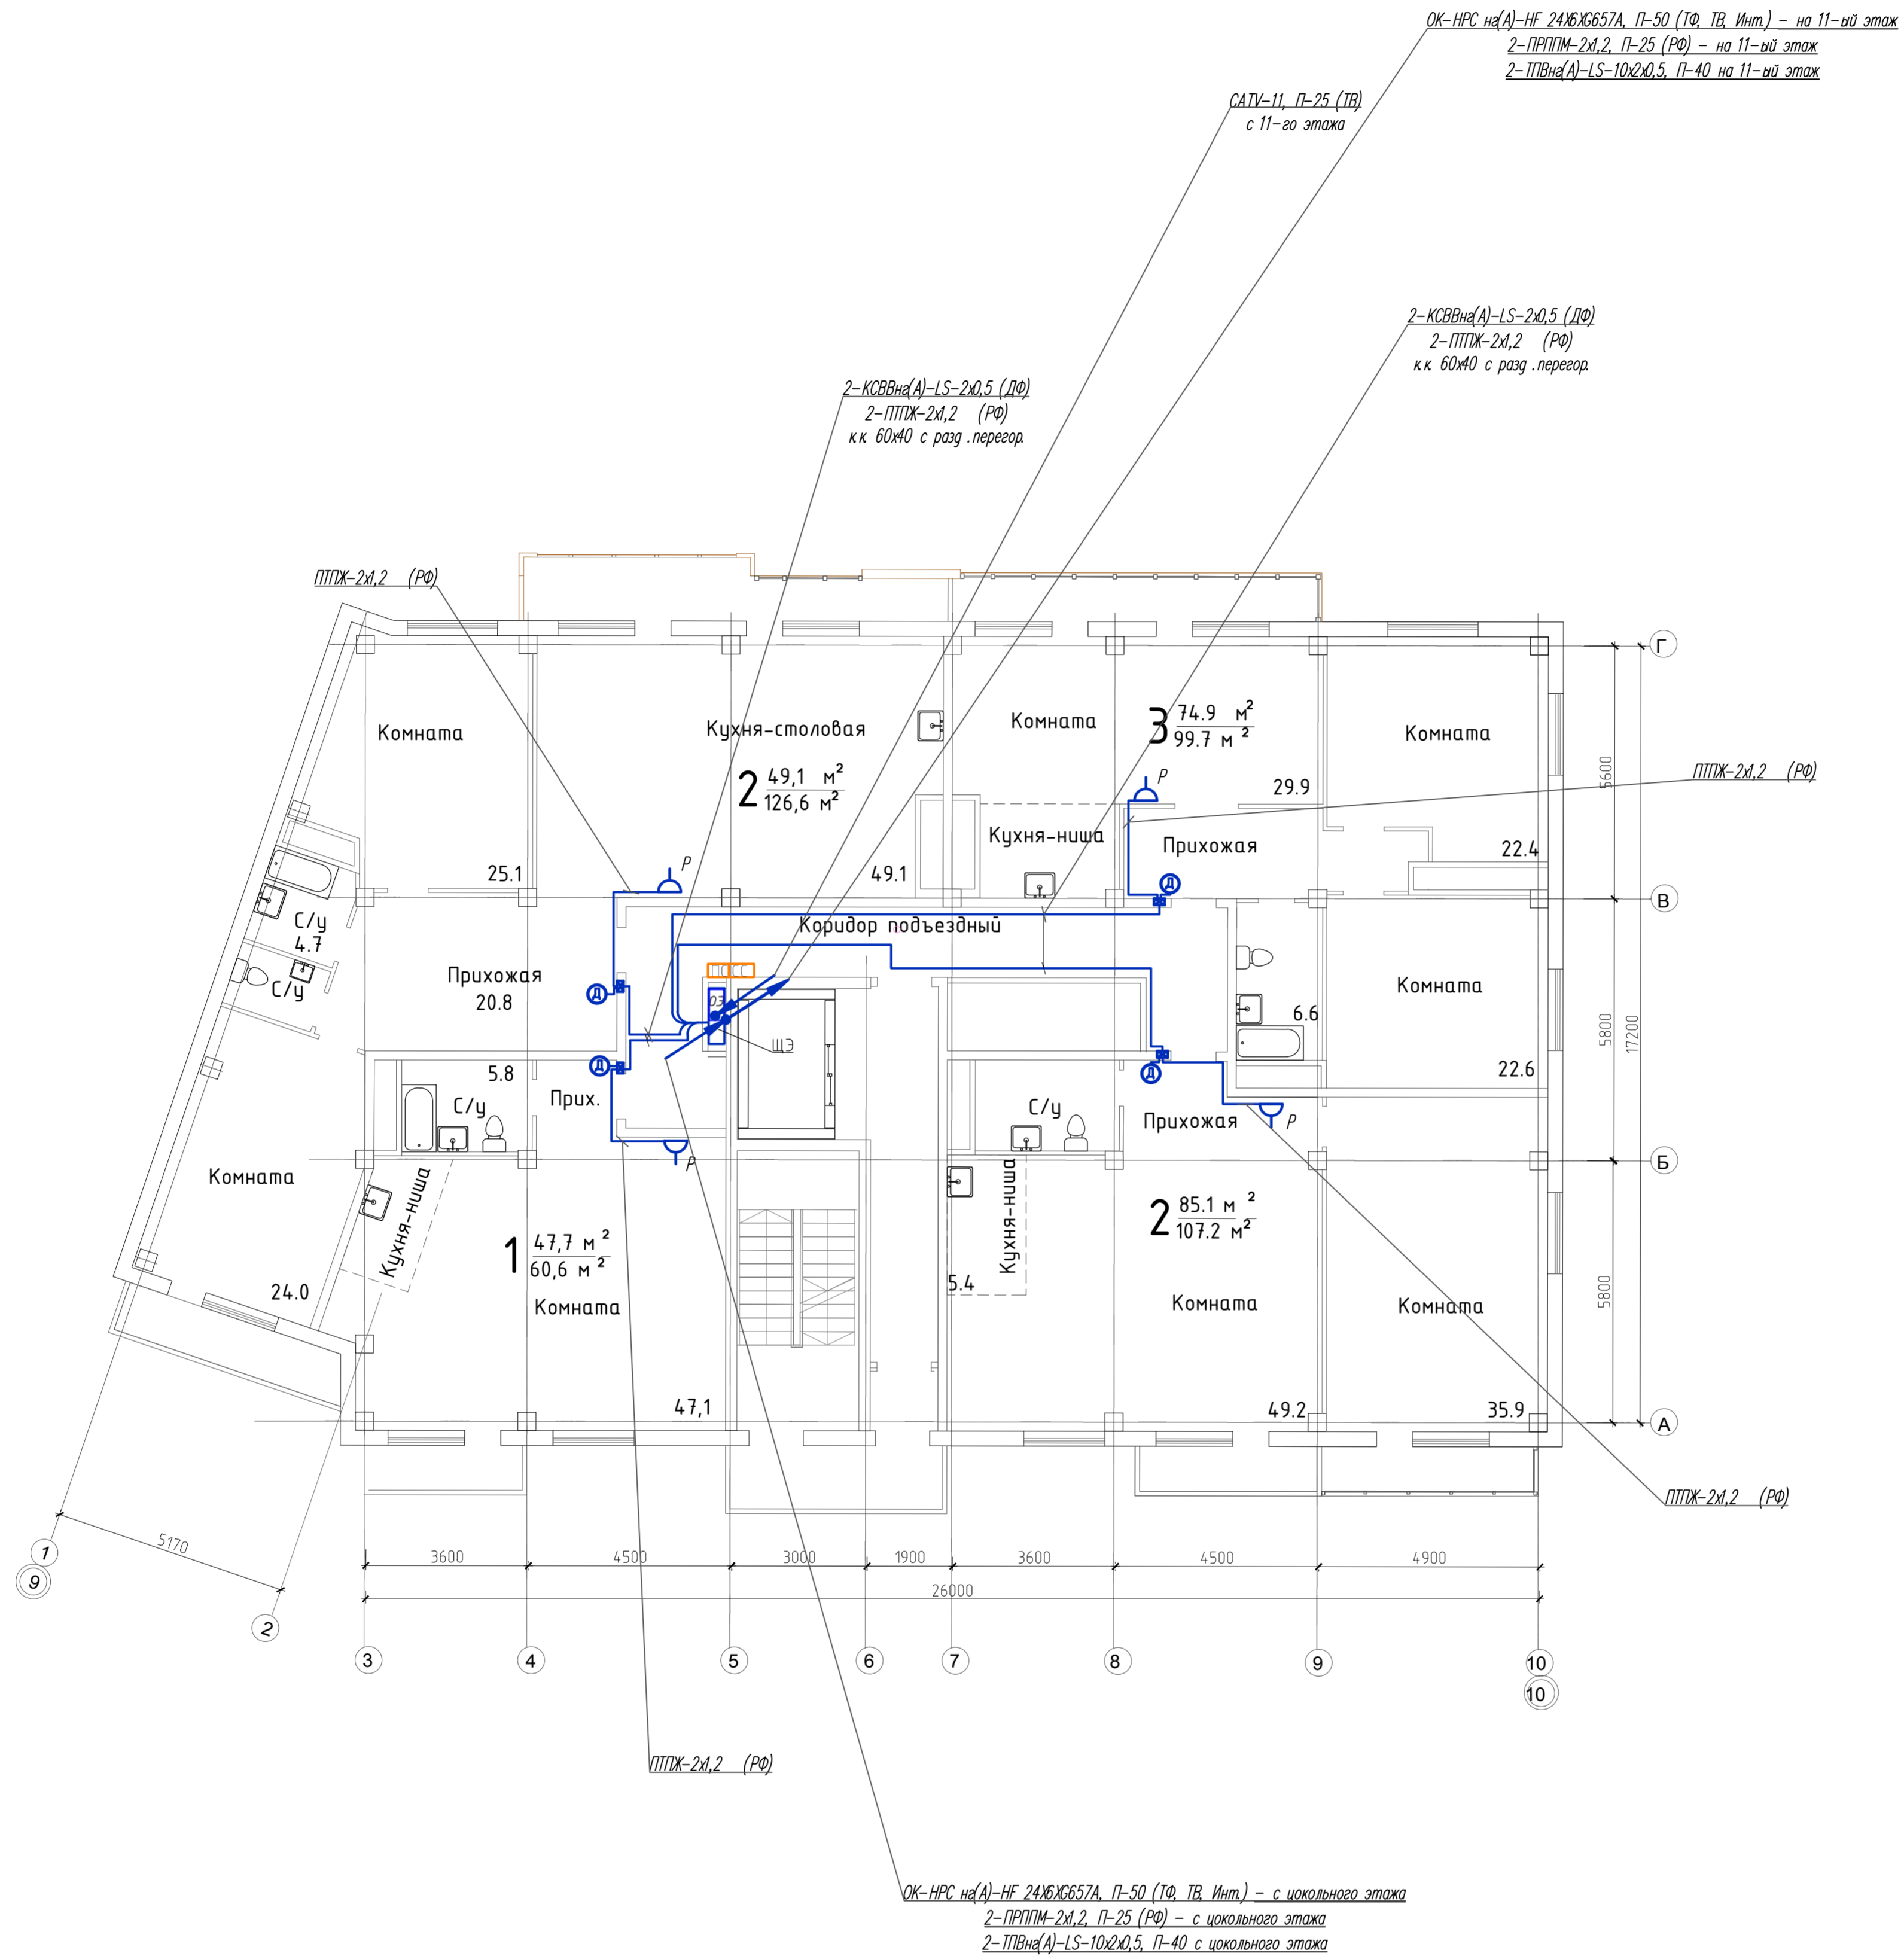 ОК-НРС нг(А)-HF 24X6XG657A, П-50 (ТФ, ТВ, Инт.) - на 11-ый этаж
2-ПРППМ-2х1,2, П-25 (РФ) - на 11-ый этаж
2-ТПВнг(А)-LS-10х2х0,5, П-40 на 11-ый этаж
CATV-11, П-25 (ТВ)
с 11-го этажа
2-КСВВнг(А)-LS-2х0,5 (ДФ)
2-ПТПЖ-2х1,2 (РФ)
к.к. 60х40 с разд .перегор.
2-КСВВнг(А)-LS-2х0,5 (ДФ)
2-ПТПЖ-2х1,2 (РФ)
к.к. 60х40 с разд .перегор.
ПТПЖ-2х1,2 (РФ)
Г
Комната
Кухня-столовая
Комната
3 74.9 м²
99.7 м²
Комната
2 49,1 м²
126,6 м²
Р
29.9
5600
ПТПЖ-2х1,2 (РФ)
Кухня-ниша
Прихожая
22.4
25.1
Р
49.1
Д
В
С/у
4.7
Коридор подъездный
С/у
Прихожая
20.8
Д
ОЗ
Комната
6.6
5800
17200
ЩЭ
5.8
Д
Д
22.6
С/у
Прих.
С/у
Прихожая
Р
Р
Б
Комната
Кухня-ниша
Кухня-ниша
2 85.1 м²
107.2 м²
1 47,7 м²
60,6 м²
24.0
5.4
5800
Комната
Комната
Комната
47,1
49.2
35.9
А
ПТПЖ-2х1,2 (РФ)
5170
1
9
2
3600
4500
3000
1900
3600
4500
4900
26000
3
4
5
6
7
8
9
10
10
ПТПЖ-2х1,2 (РФ)
ОК-НРС нг(А)-HF 24X6XG657A, П-50 (ТФ, ТВ, Инт.) - с цокольного этажа
2-ПРППМ-2х1,2, П-25 (РФ) - с цокольного этажа
2-ТПВнг(А)-LS-10х2х0,5, П-40 с цокольного этажа